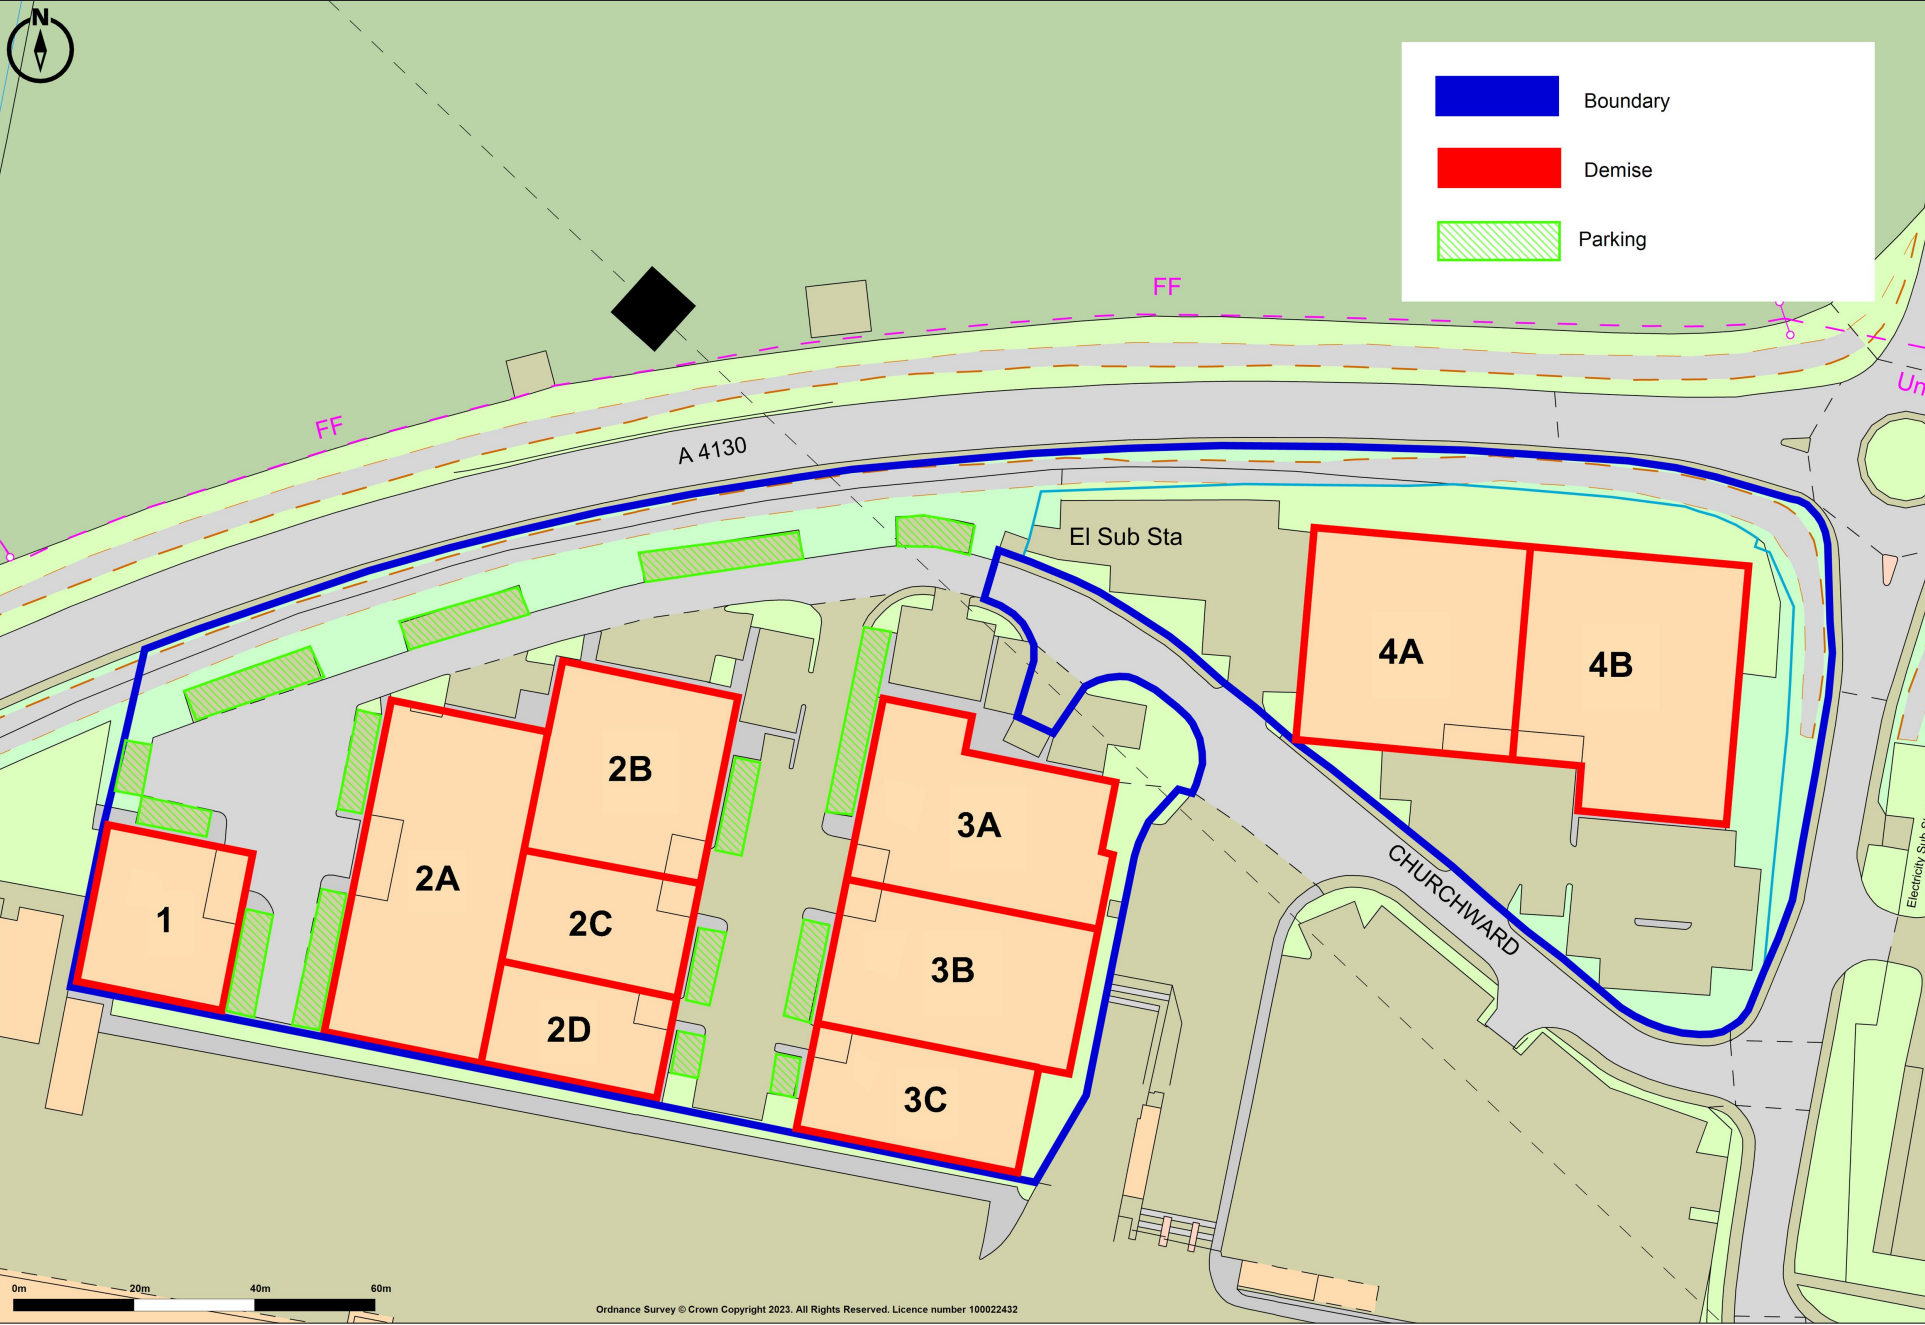 N
Boundary
Demise
Parking
FF
FF
Un
A 4130
El Sub Sta
4A
4B
2B
2A
2C
2D
1
3A
3B
3C
CHURCHWARD
Electricity Sub S
0m 20m 40m 60m
Ordnance Survey © Crown Copyright 2023. All Rights Reserved. Licence number 100022432